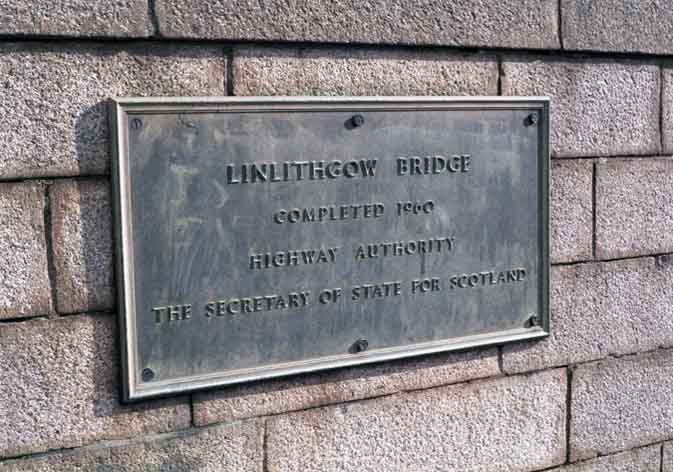 LINLITHGOW BRIDGE
COMPLETED 1960
HIGHWAY AUTHORITY
THE SECRETARY OF STATE FOR SCOTLAND